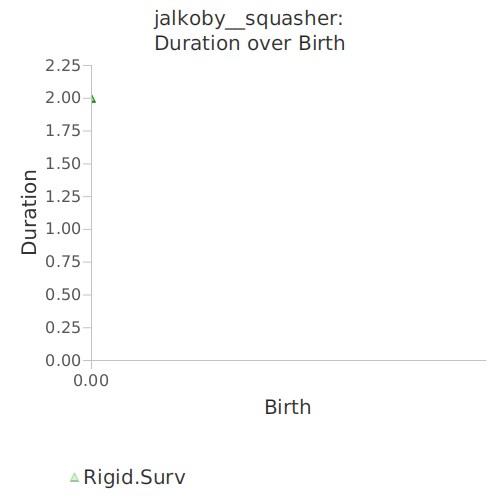 jalkoby__squasher:
Duration over Birth
2.25
2.00
1.75
1.50
1.25
1.00
0.75
0.50
0.25
0.00
Duration
0.00
Birth
Rigid.Surv